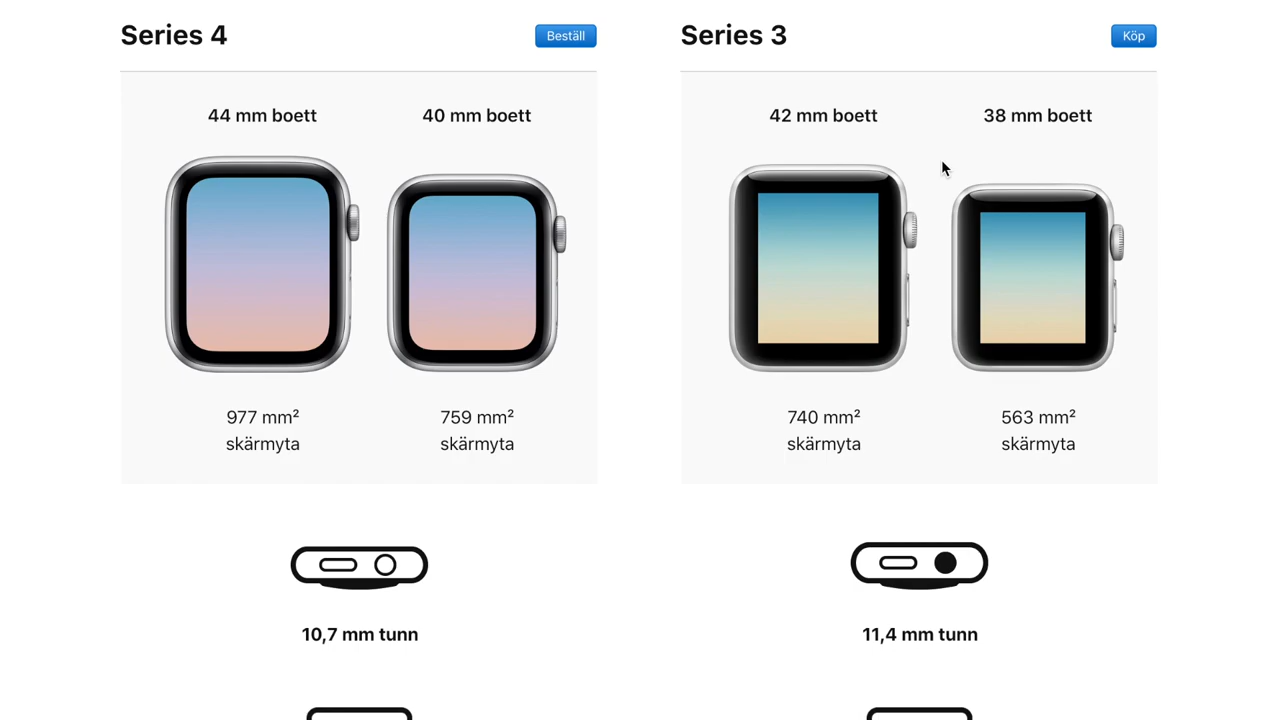 Series 4
Beställ
44 mm boett
40 mm boett
977 mm²
skärmyta
759 mm²
skärmyta
10,7 mm tunn
Series 3
Köp
42 mm boett
38 mm boett
740 mm²
skärmyta
563 mm²
skärmyta
11,4 mm tunn